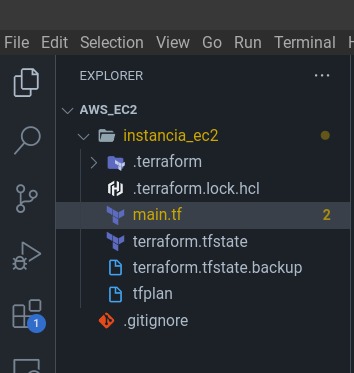 File Edit Selection View Go Run Terminal
EXPLORER ...
AWS_EC2
instancia_ec2
.terraform
.terraform.lock.hcl
main.tf 2
terraform.tfstate
terraform.tfstate.backup
tfplan
1
.gitignore